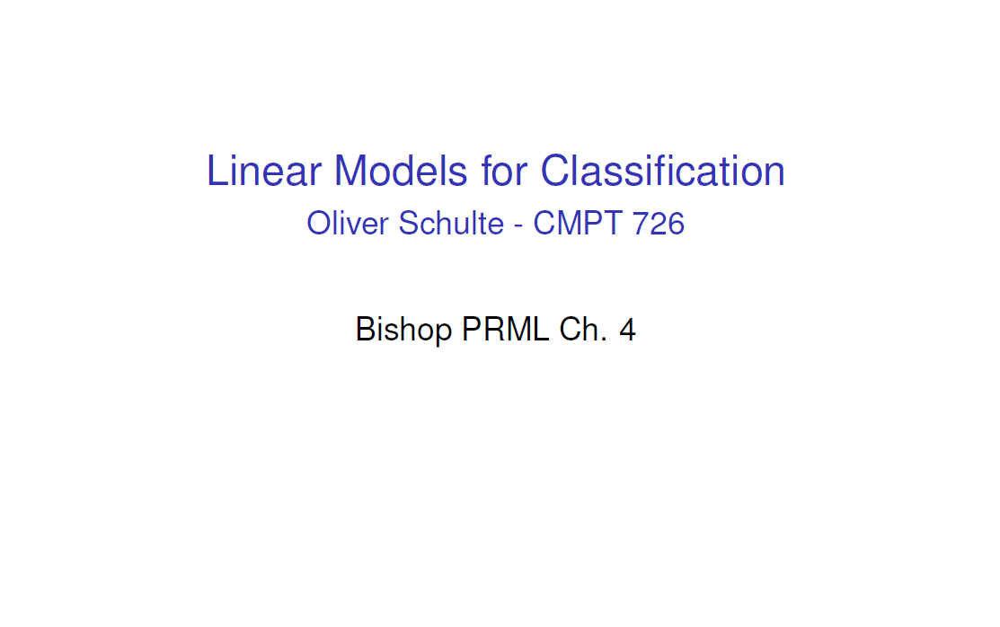 Linear Models for Classification
Oliver Schulte - CMPT 726
Bishop PRML Ch. 4